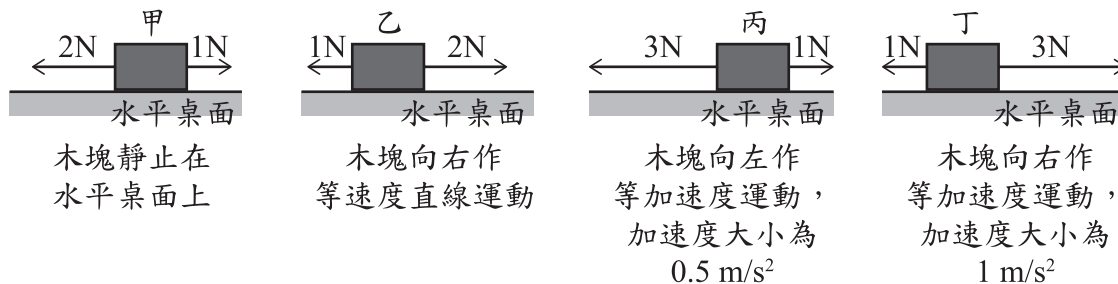 甲
2N
1N
水平桌面
木塊靜止在
水平桌面上
乙
1N
2N
水平桌面
木塊向右作
等速度直線運動
丙
3N
1N
水平桌面
木塊向左作
等加速度運動，
加速度大小為
0.5 m/s²
丁
1N
3N
水平桌面
木塊向右作
等加速度運動，
加速度大小為
1 m/s²